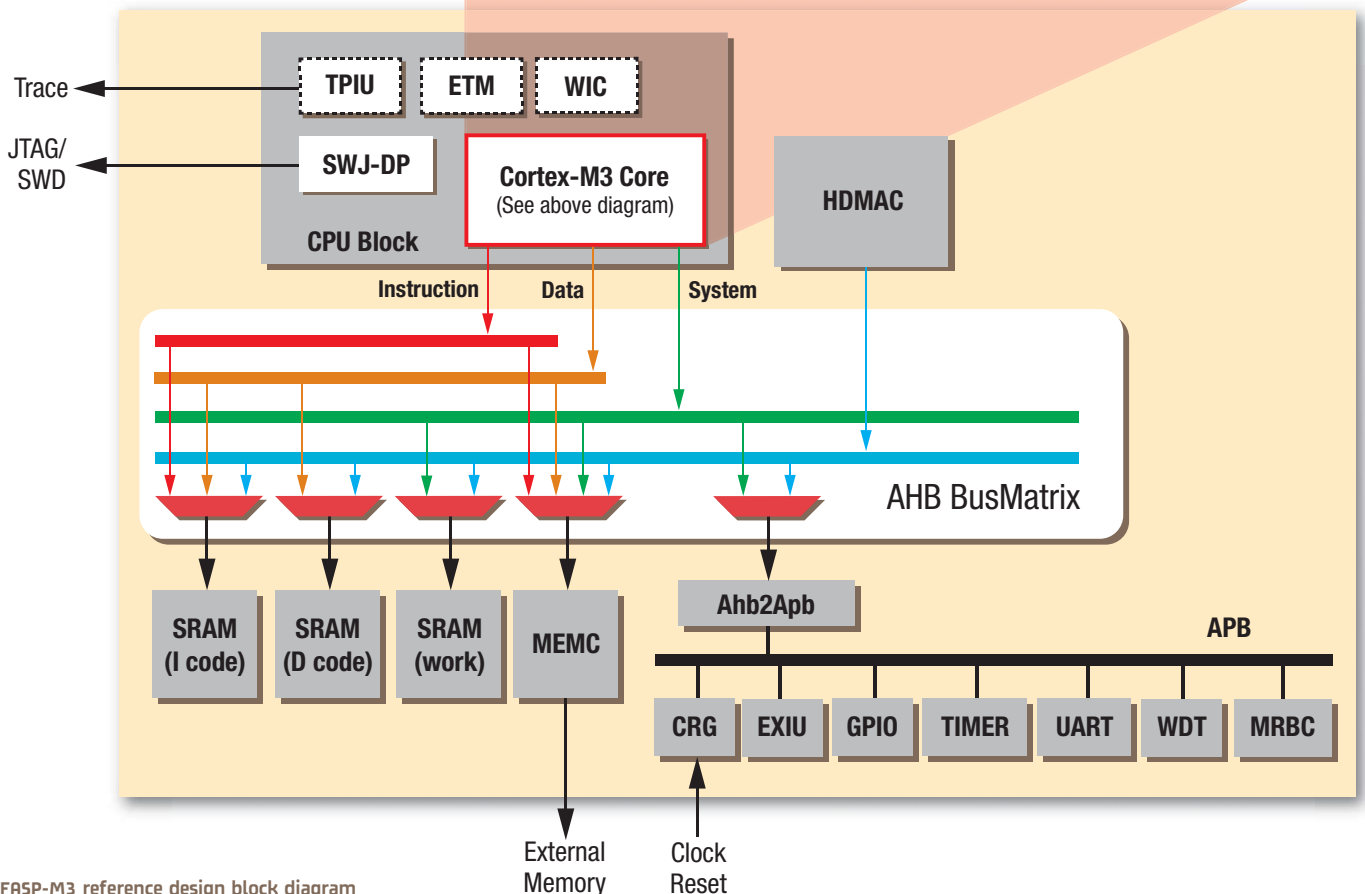 TPIU
ETM
WIC
Trace
JTAG/
SWD
SWJ-DP
Cortex-M3 Core
(See above diagram)
HDMAC
CPU Block
Instruction
Data
System
AHB BusMatrix
SRAM
(I code)
SRAM
(D code)
SRAM
(work)
MEMC
Ahb2Apb
APB
CRG
EXIU
GPIO
TIMER
UART
WDT
MRBC
External
Memory
Clock
Reset
FASP-M3 reference design block diagram